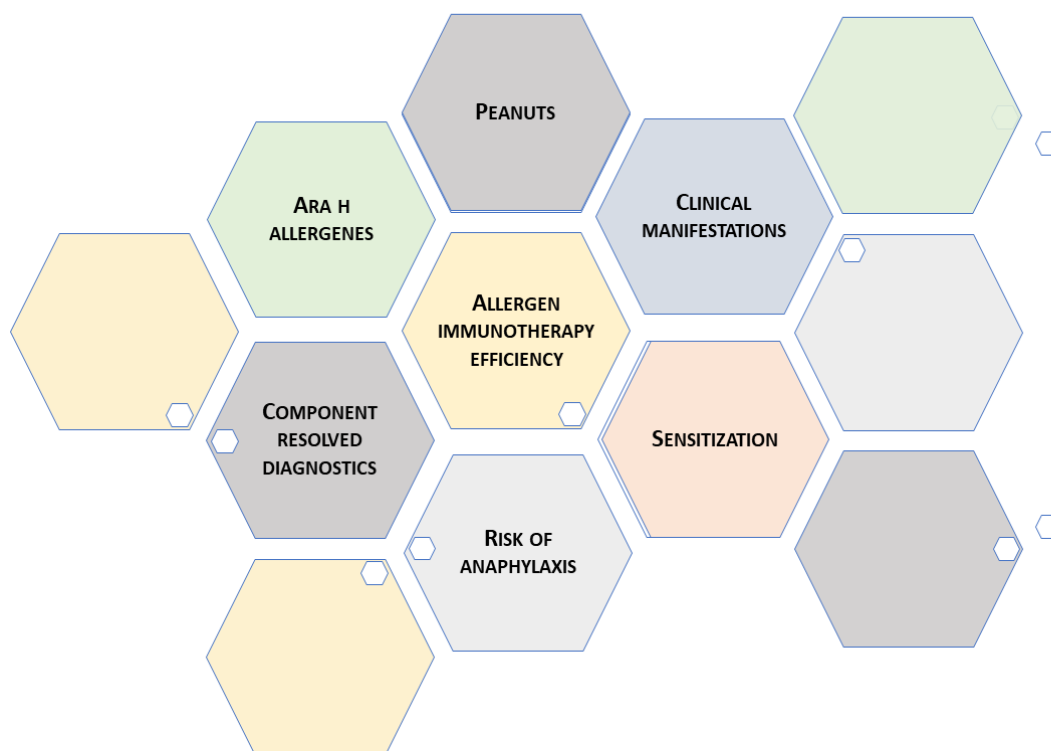 PEANUTS
ARA H
ALLERGENES
CLINICAL
MANIFESTATIONS
ALLERGEN
IMMUNOTHERAPY
EFFICIENCY
COMPONENT
RESOLVED
DIAGNOSTICS
SENSITIZATION
RISK OF
ANAPHYLAXIS